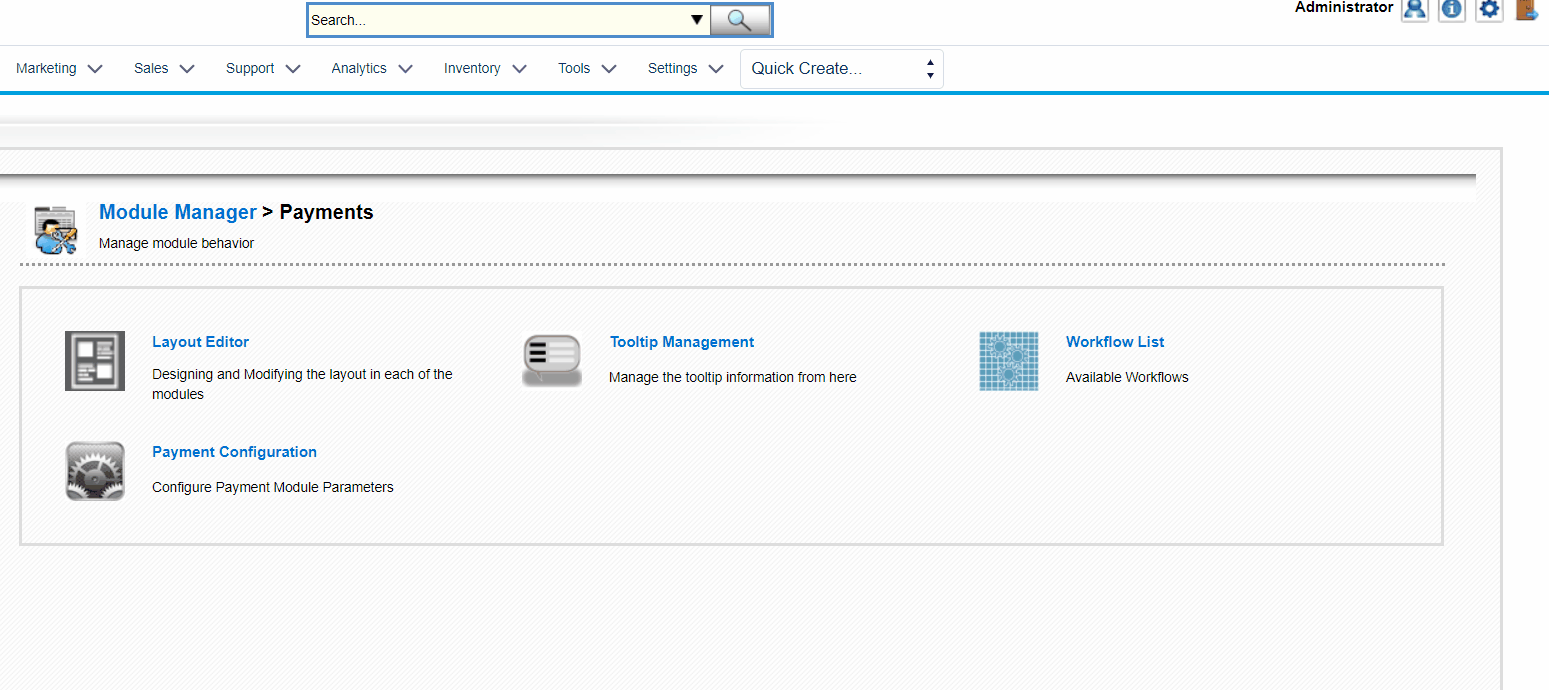 Administrator
Search...
Marketing Sales Support Analytics Inventory Tools Settings Quick Create...
Module Manager > Payments
Manage module behavior
Layout Editor
Designing and Modifying the layout in each of the
modules
Tooltip Management
Manage the tooltip information from here
Workflow List
Available Workflows
Payment Configuration
Configure Payment Module Parameters